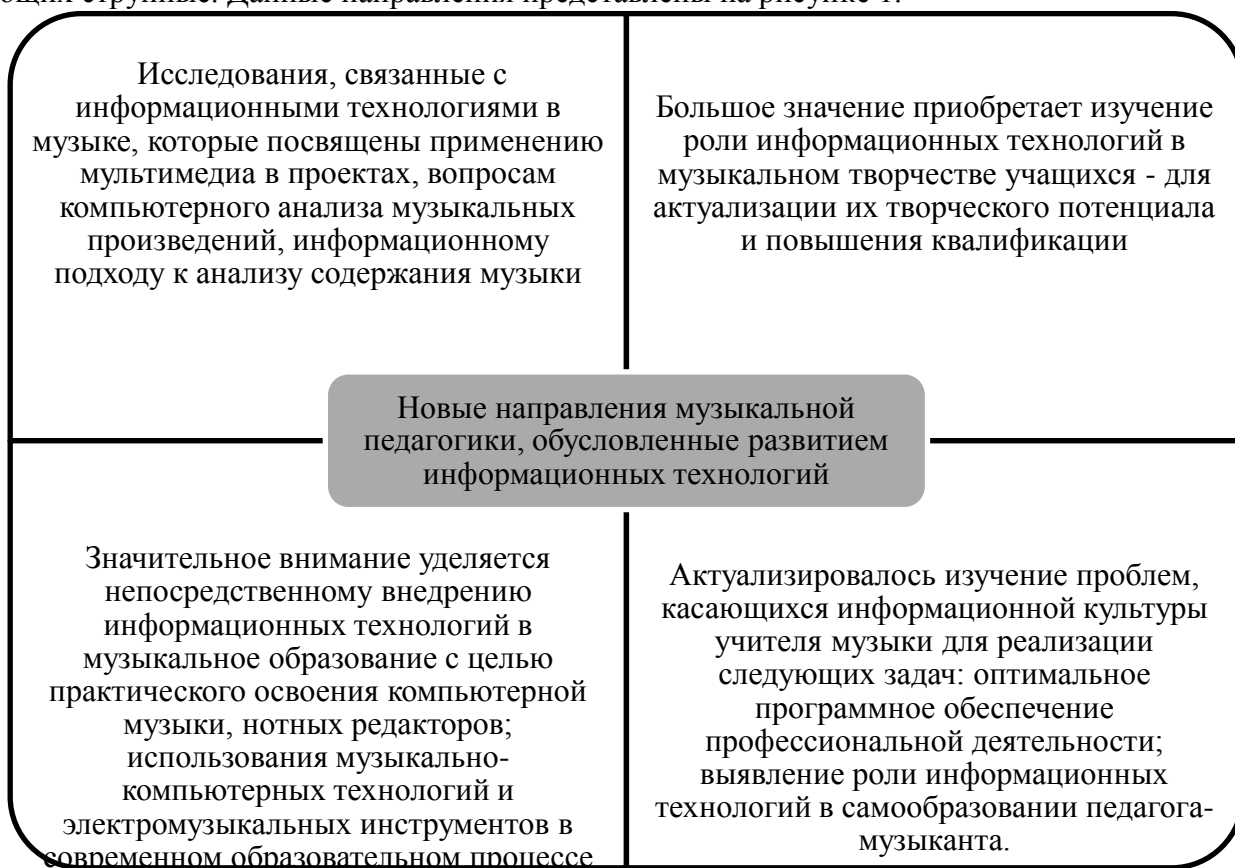 ющих струнные. Данные направления представлены на рисунке 1.
Исследования, связанные с
информационными технологиями в
музыке, которые посвящены применению
мультимедиа в проектах, вопросам
компьютерного анализа музыкальных
произведений, информационному
подходу к анализу содержания музыки
Большое значение приобретает изучение
роли информационных технологий в
музыкальном творчестве учащихся - для
актуализации их творческого потенциала
и повышения квалификации
Новые направления музыкальной
педагогики, обусловленные развитием
информационных технологий
Значительное внимание уделяется
непосредственному внедрению
информационных технологий в
музыкальное образование с целью
практического освоения компьютерной
музыки, нотных редакторов;
использования музыкально-
компьютерных технологий и
электромузыкальных инструментов в
современном образовательном процессе
Актуализировалось изучение проблем,
касающихся информационной культуры
учителя музыки для реализации
следующих задач: оптимальное
программное обеспечение
профессиональной деятельности;
выявление роли информационных
технологий в самообразовании педагога-
музыканта.